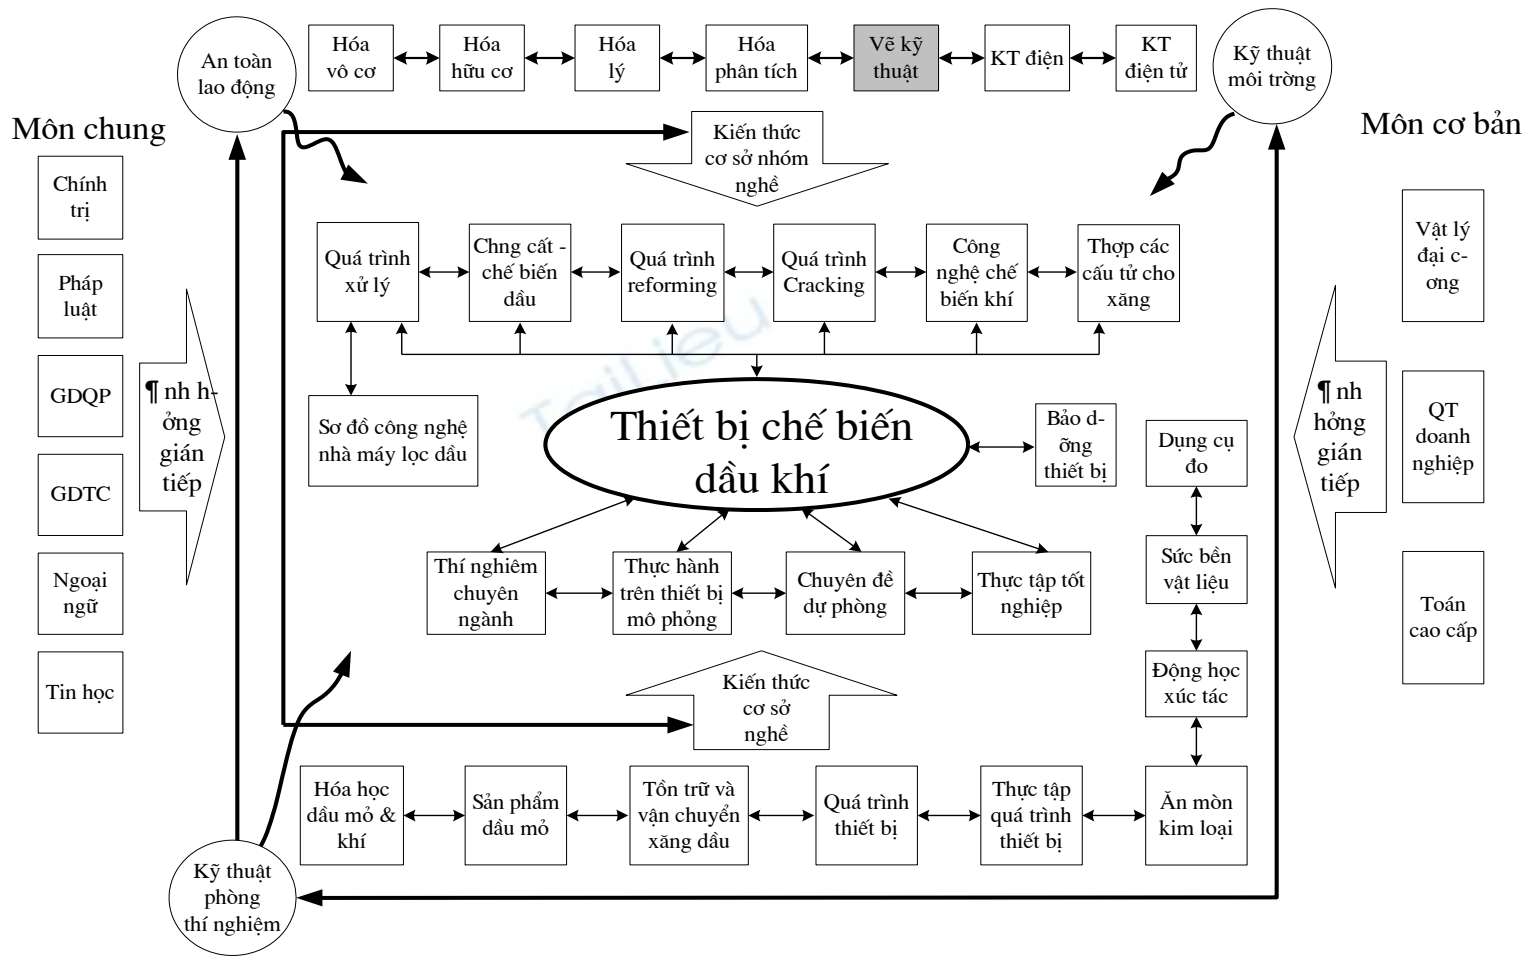 An toàn
lao động
Hóa
vô cơ
Hóa
hữu cơ
Hóa
lý
Hóa
phân tích
Vẽ kỹ
thuật
KT điện
KT
điện tử
Kỹ thuật
môi trờng
Môn chung
Môn cơ bản
Kiến thức
cơ sở nhóm
nghề
Chính
trị
Pháp
luật
GDQP
GDTC
Ngoại
ngữ
Tin học
¶ nh h-
ởng
gián
tiếp
Quá trình
xử lý
Chng cất -
chế biến
dầu
Quá trình
reforming
Quá trình
Cracking
Công
nghệ chế
biến khí
Thợp các
cấu tử cho
xăng
TaiLieu
Sơ đồ công nghệ
nhà máy lọc dầu
Thiết bị chế biến
dầu khí
Bảo d-
ỡng
thiết bị
Dụng cụ
đo
Sức bền
vật liệu
Động học
xúc tác
¶ nh
hởng
gián
tiếp
Vật lý
đại c-
ơng
QT
doanh
nghiệp
Toán
cao cấp
Thí nghiêm
chuyên
ngành
Thực hành
trên thiết bị
mô phỏng
Chuyên đề
dự phòng
Thực tập tốt
nghiệp
Kiến thức
cơ sở
nghề
Hóa học
dầu mỏ &
khí
Sản phẩm
dầu mỏ
Tồn trữ và
vận chuyển
xăng dầu
Quá trình
thiết bị
Thực tập
quá trình
thiết bị
Ăn mòn
kim loại
Kỹ thuật
phòng
thí nghiệm